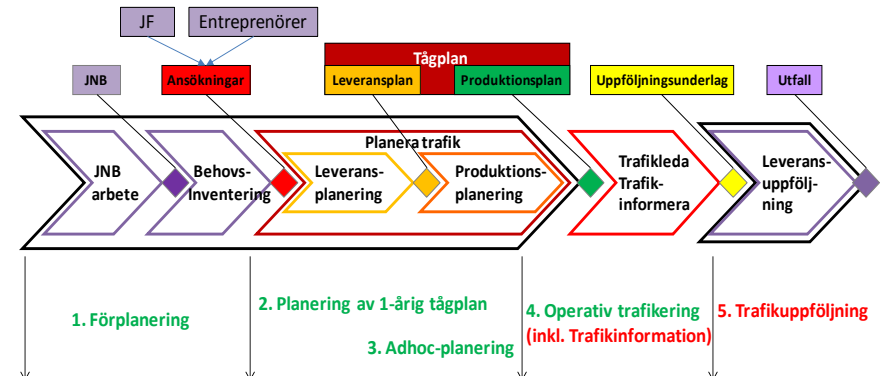 JF
Entreprenörer
Tågplan
JNB
Ansökningar
Leveransplan
Produktionsplan
Uppföljningsunderlag
Utfall
Planera trafik
JNB
arbete
Behovs-
inventering
Leverans-
planering
Produktions-
planering
Trafikleda
Trafik-
informera
Leverans-
uppfölj-
ning
1. Förplanering
2. Planering av 1-årig tågplan
3. Adhoc-planering
4. Operativ trafikering
(inkl. Trafikinformation)
5. Trafikuppföljning